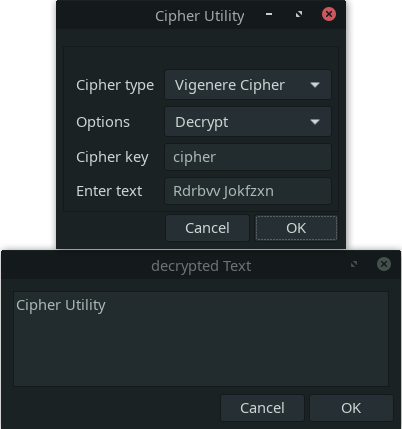 Cipher Utility
Cipher type Vigenere Cipher
Options Decrypt
Cipher key cipher
Enter text Rdrbvv Jokfzxn
Cancel OK
decrypted Text
Cipher Utility
Cancel OK